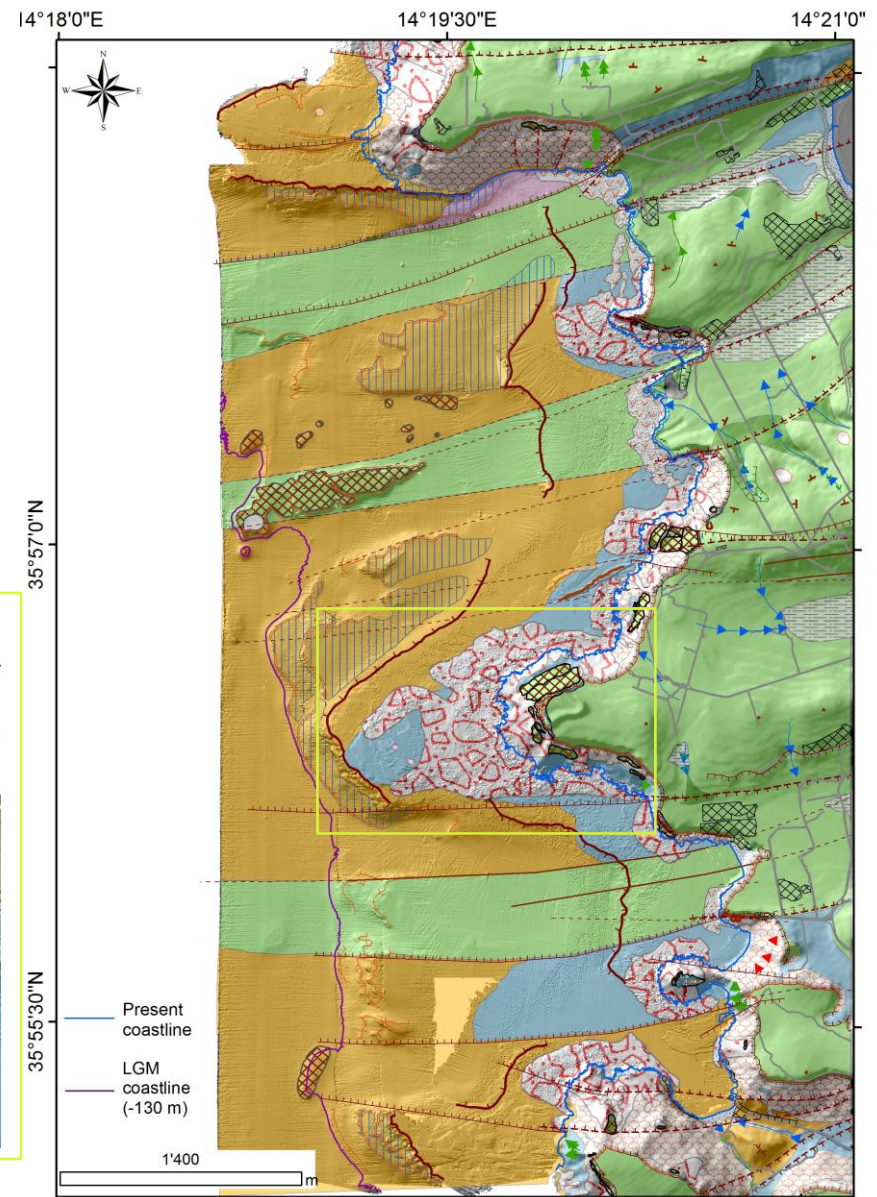 14°18'0"E
14°19'30"E
14°21'0"
N
W
E
S
35°57'0"N
35°55'30"N
Present
coastline
LGM
coastline
(-130 m)
1'400
m